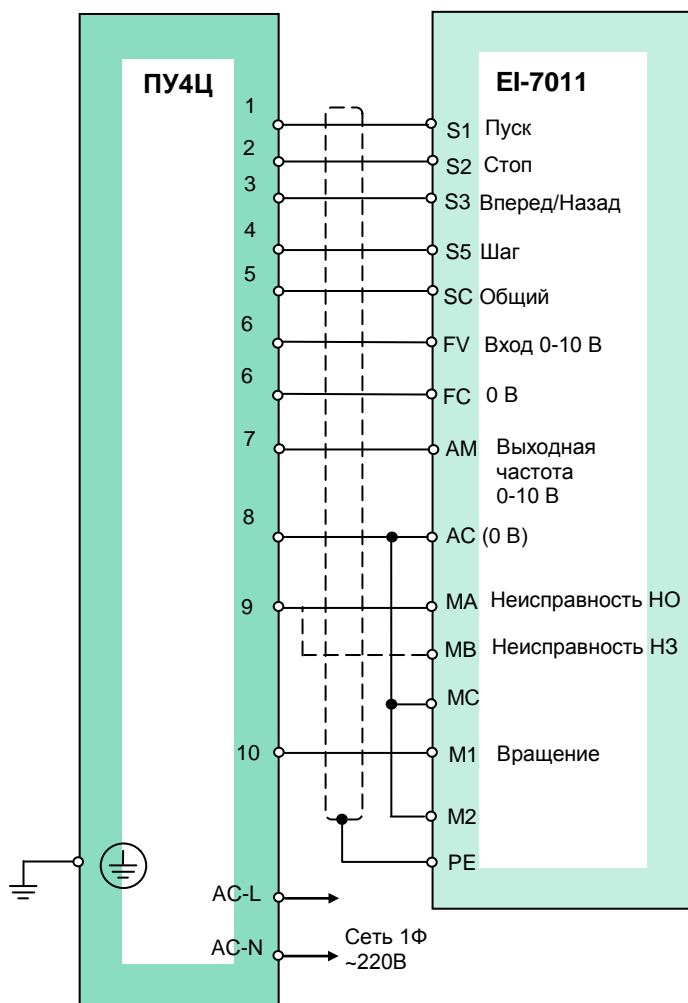 ПУ4Ц
EI-7011
1
S1 Пуск
2
S2 Стоп
3
S3 Вперед/Назад
4
S5 Шаг
5
SC Общий
6
FV Вход 0-10 В
6
FC 0 В
7
AM Выходная
частота
0-10 В
8
AC (0 В)
9
MA Неисправность НО
MB Неисправность НЗ
MC
10
M1 Вращение
M2
PE
AC-L
AC-N
Сеть 1Ф
~220В